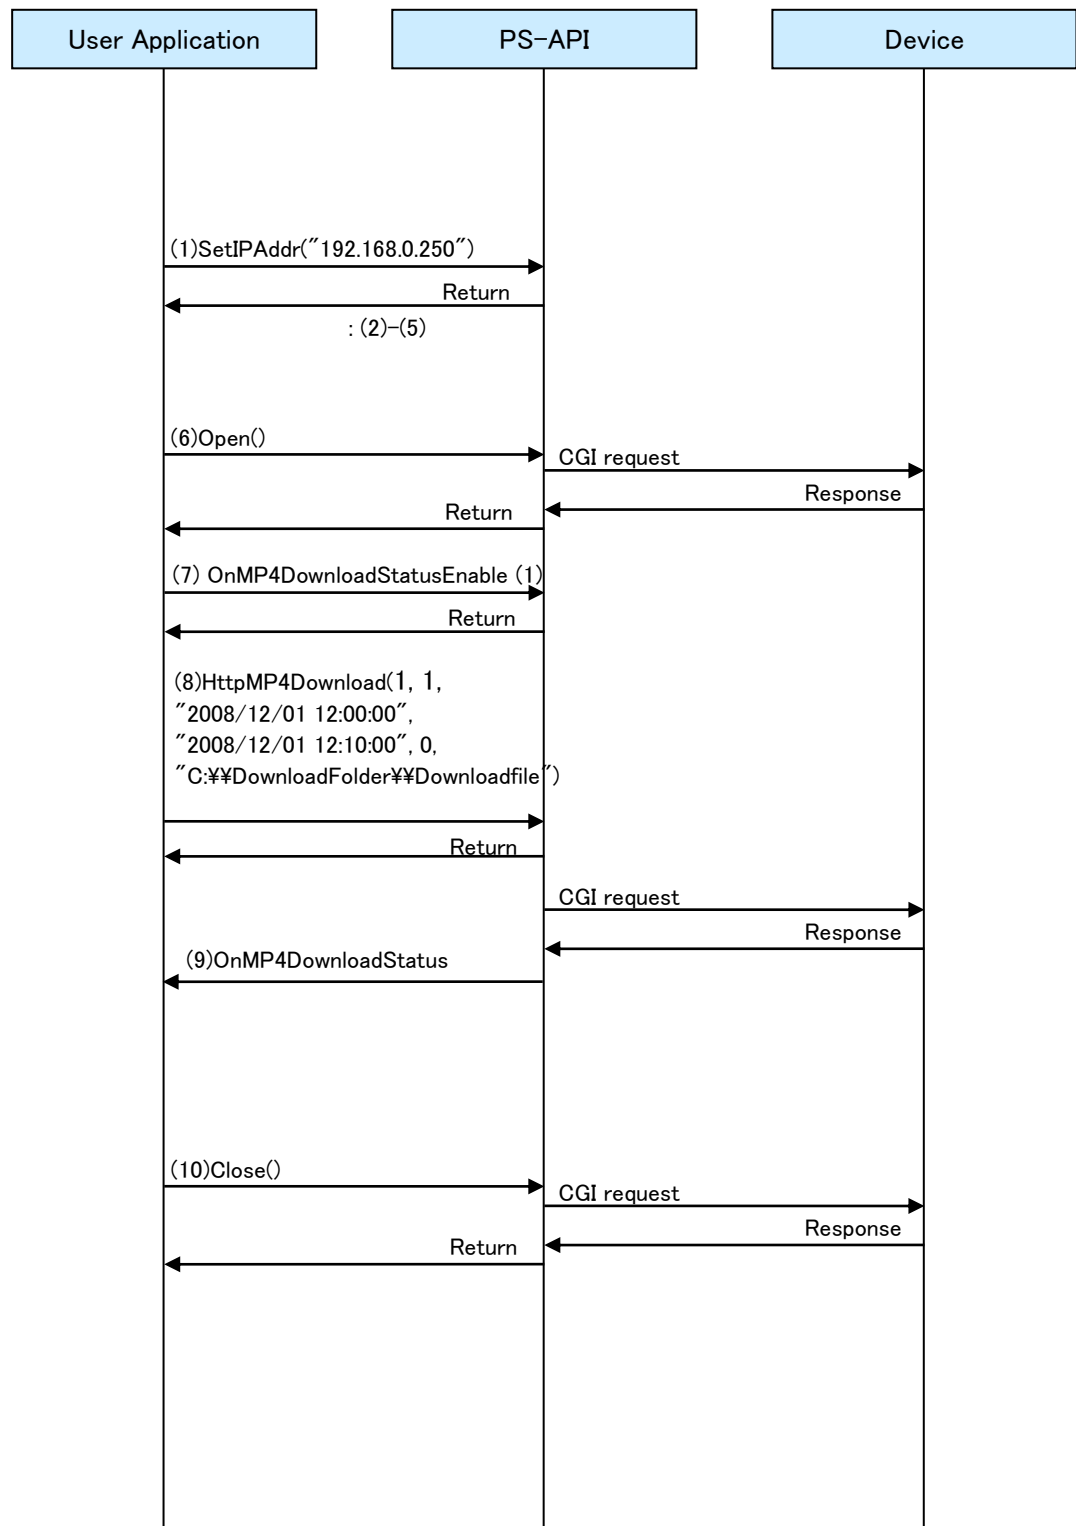 User Application
PS-API
Device
(1)SetIPAddr("192.168.0.250")
Return
: (2)-(5)
(6)Open()
CGI request
Response
Return
(7) OnMP4DownloadStatusEnable (1)
Return
(8)HttpMP4Download(1, 1,
"2008/12/01 12:00:00",
"2008/12/01 12:10:00", 0,
"C:¥¥DownloadFolder¥¥Downloadfile")
Return
CGI request
Response
(9)OnMP4DownloadStatus
(10)Close()
CGI request
Response
Return